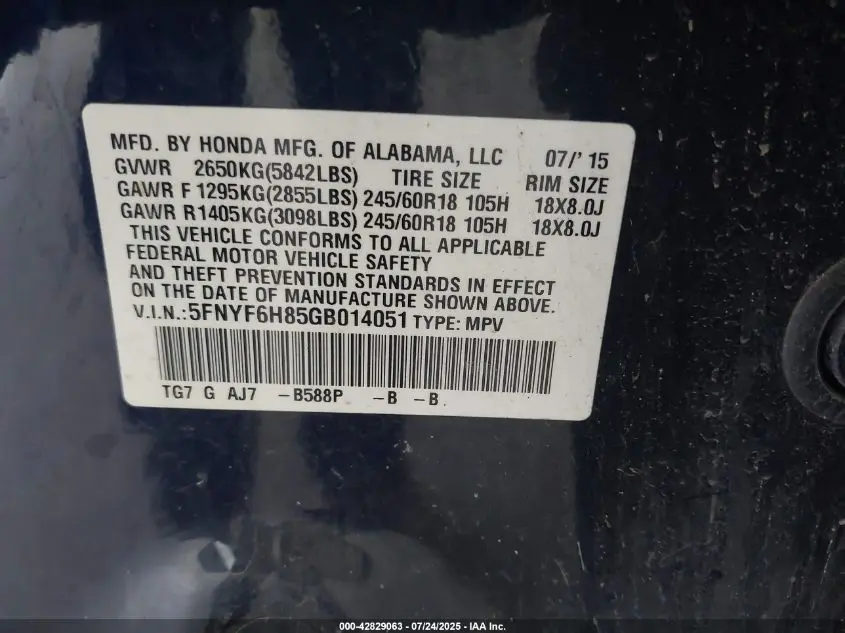 MFD. BY HONDA MFG. OF ALABAMA, LLC 07/' 15
GVWR 2650KG(5842LBS) TIRE SIZE RIM SIZE
GAWR F 1295KG(2855LBS) 245/60R18 105H 18X8.0J
GAWR R1405KG(3098LBS) 245/60R18 105H 18X8.0J
THIS VEHICLE CONFORMS TO ALL APPLICABLE
FEDERAL MOTOR VEHICLE SAFETY
AND THEFT PREVENTION STANDARDS IN EFFECT
ON THE DATE OF MANUFACTURE SHOWN ABOVE.
V.I.N.:5FNYF6H85GB014051 TYPE: MPV
TG7 G AJ7 -B588P -B -B
000-42829063 - 07/24/2025 - IAA Inc.